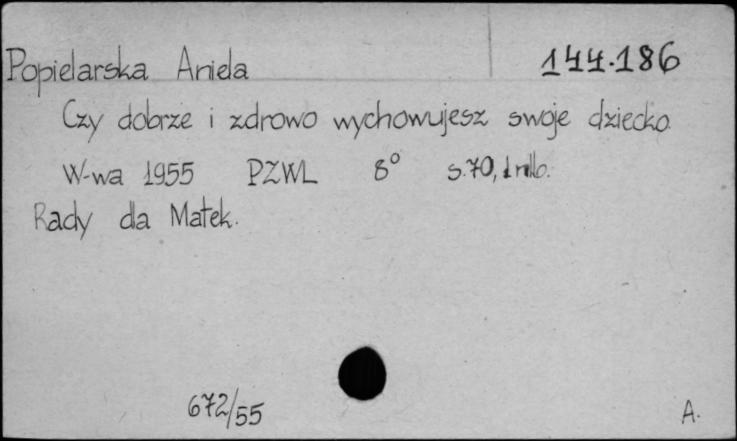 Popielarska Aniela 144.186
Czy dobrze i zdrowo wychowujesz swoje dziecko.
W-wa 1955 PZWL 8° s.70, 1 nlb.
Rady dla Matek.
672/55 A.